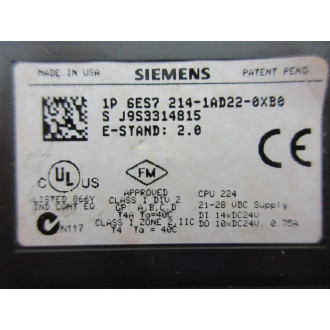 MADE IN USA SIEMENS PATENT PEND.
1P 6ES7 214-1AD22-0XB0
S J9S3314815
E-STAND: 2.0
C UL US FM CE
LISTED 866Y APPROVED CPU 224
IND CONT EQ CLASS I DIV 2 21-28 VDC Supply
GP A,B,C,D DI 14xDC24V
T4A Ta=40C DO 10xDC24V, 0.75A
N117 CLASS I ZONE 2,IIC
T4 Ta = 40C